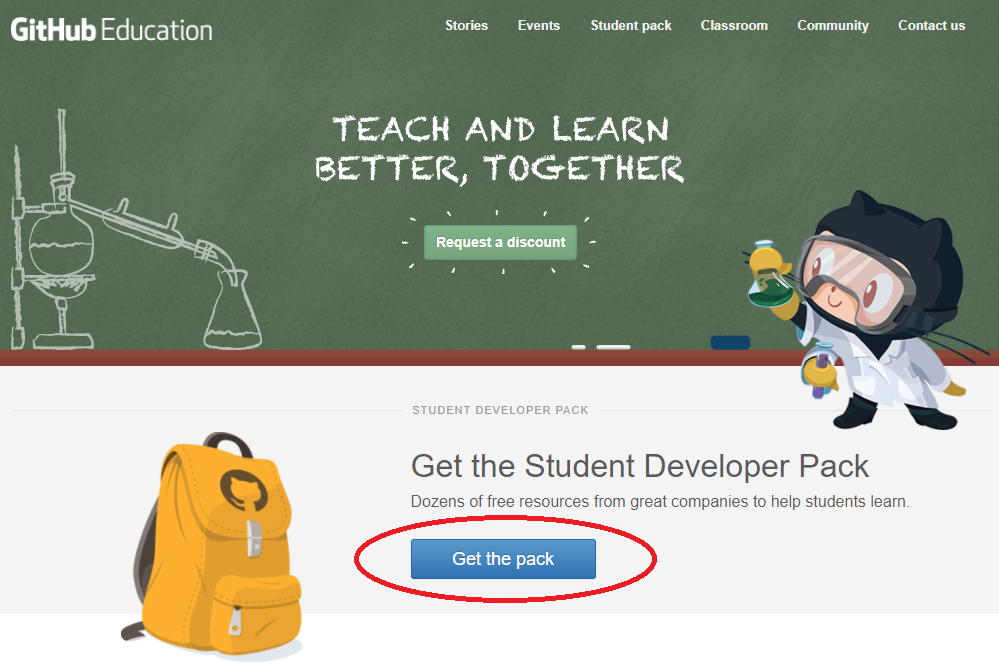 GitHub Education
Stories Events Student pack Classroom Community Contact us
TEACH AND LEARN
BETTER, TOGETHER
Request a discount
STUDENT DEVELOPER PACK
Get the Student Developer Pack
Dozens of free resources from great companies to help students learn.
Get the pack